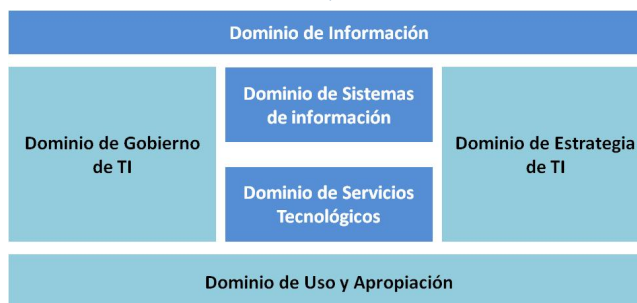 Dominio de Información
Dominio de Gobierno
de TI
Dominio de Sistemas
de información
Dominio de Servicios
Tecnológicos
Dominio de Estrategia
de TI
Dominio de Uso y Apropiación